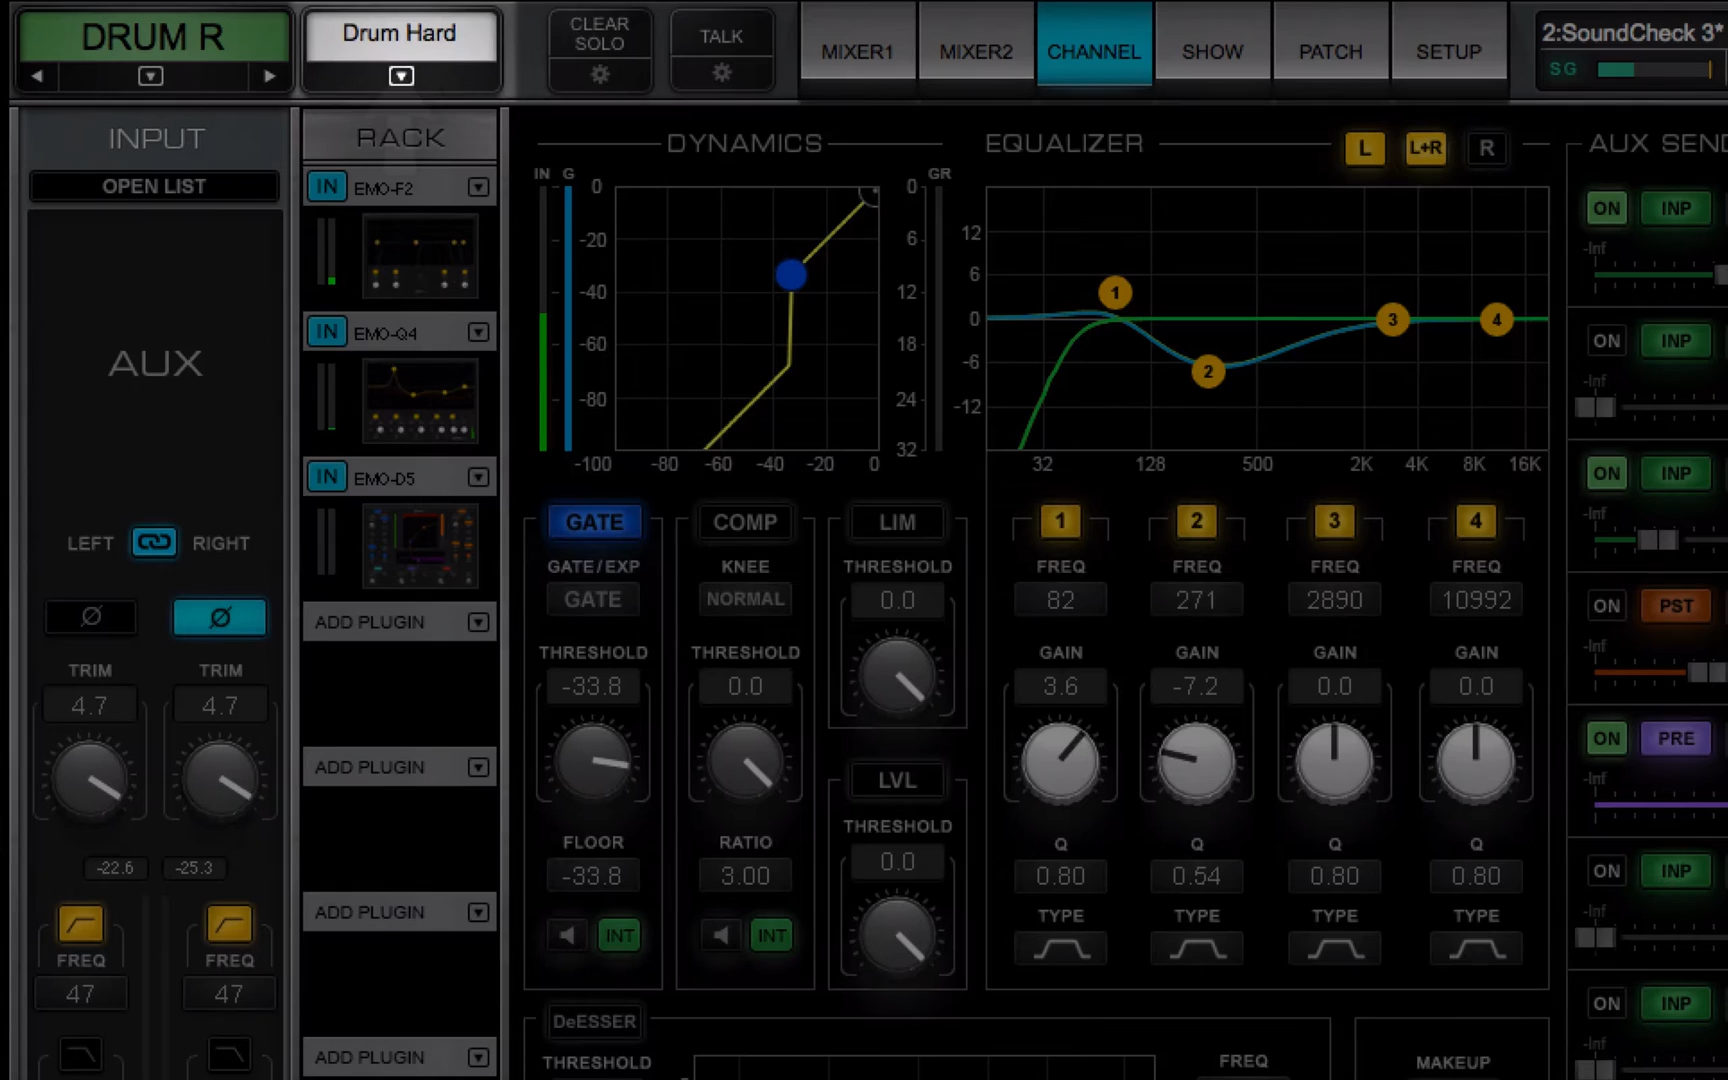 DRUM R
Drum Hard
CLEAR
SOLO
TALK
MIXER1
MIXER2
CHANNEL
SHOW
PATCH
SETUP
2:SoundCheck 3*
SG
INPUT
OPEN LIST
AUX
LEFT
RIGHT
Ø
Ø
TRIM
TRIM
4.7
4.7
-22.6
-25.3
FREQ
FREQ
47
47
RACK
IN EMO-F2
IN EMO-Q4
IN EMO-D5
ADD PLUGIN
ADD PLUGIN
ADD PLUGIN
ADD PLUGIN
DYNAMICS
IN G
GR
0
-20
-40
-60
-80
-100 -80 -60 -40 -20 0
0
6
12
18
24
32
GATE
GATE/EXP
GATE
THRESHOLD
-33.8
FLOOR
-33.8
INT
COMP
KNEE
NORMAL
THRESHOLD
0.0
RATIO
3.00
INT
LIM
THRESHOLD
0.0
LVL
THRESHOLD
0.0
EQUALIZER
L
L+R
R
12
6
0
-6
-12
1
2
3
4
32 128 500 2K 4K 8K 16K
1 2 3 4
FREQ FREQ FREQ FREQ
82 271 2890 10992
GAIN GAIN GAIN GAIN
3.6 -7.2 0.0 0.0
Q Q Q Q
0.80 0.54 0.80 0.80
TYPE TYPE TYPE TYPE
DeESSER
THRESHOLD
FREQ
MAKEUP
AUX SEND
ON INP
-Inf
ON INP
-Inf
ON INP
-Inf
ON PST
-Inf
ON PRE
-Inf
ON INP
-Inf
ON INP
-Inf